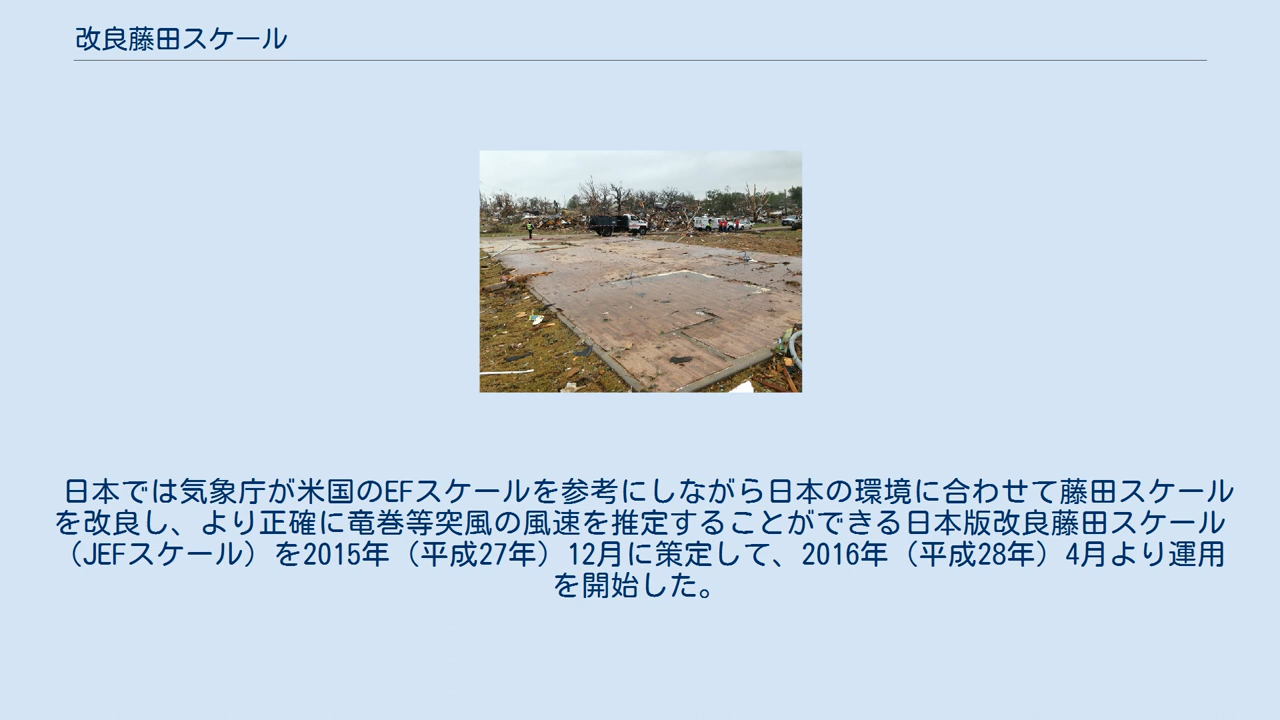 改良藤田スケール
日本では気象庁が米国のEFスケールを参考にしながら日本の環境に合わせて藤田スケール
を改良し、より正確に竜巻等突風の風速を推定することができる日本版改良藤田スケール
（JEFスケール）を2015年（平成27年）12月に策定して、2016年（平成28年）4月より運用
を開始した。